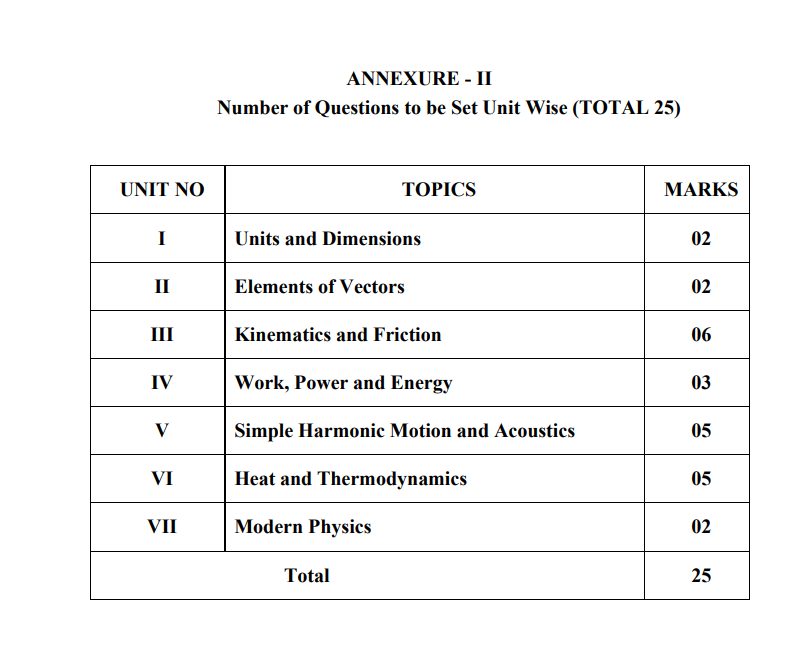 ANNEXURE - II
Number of Questions to be Set Unit Wise (TOTAL 25)
UNIT NO TOPICS MARKS
I Units and Dimensions 02
II Elements of Vectors 02
III Kinematics and Friction 06
IV Work, Power and Energy 03
V Simple Harmonic Motion and Acoustics 05
VI Heat and Thermodynamics 05
VII Modern Physics 02
Total 25